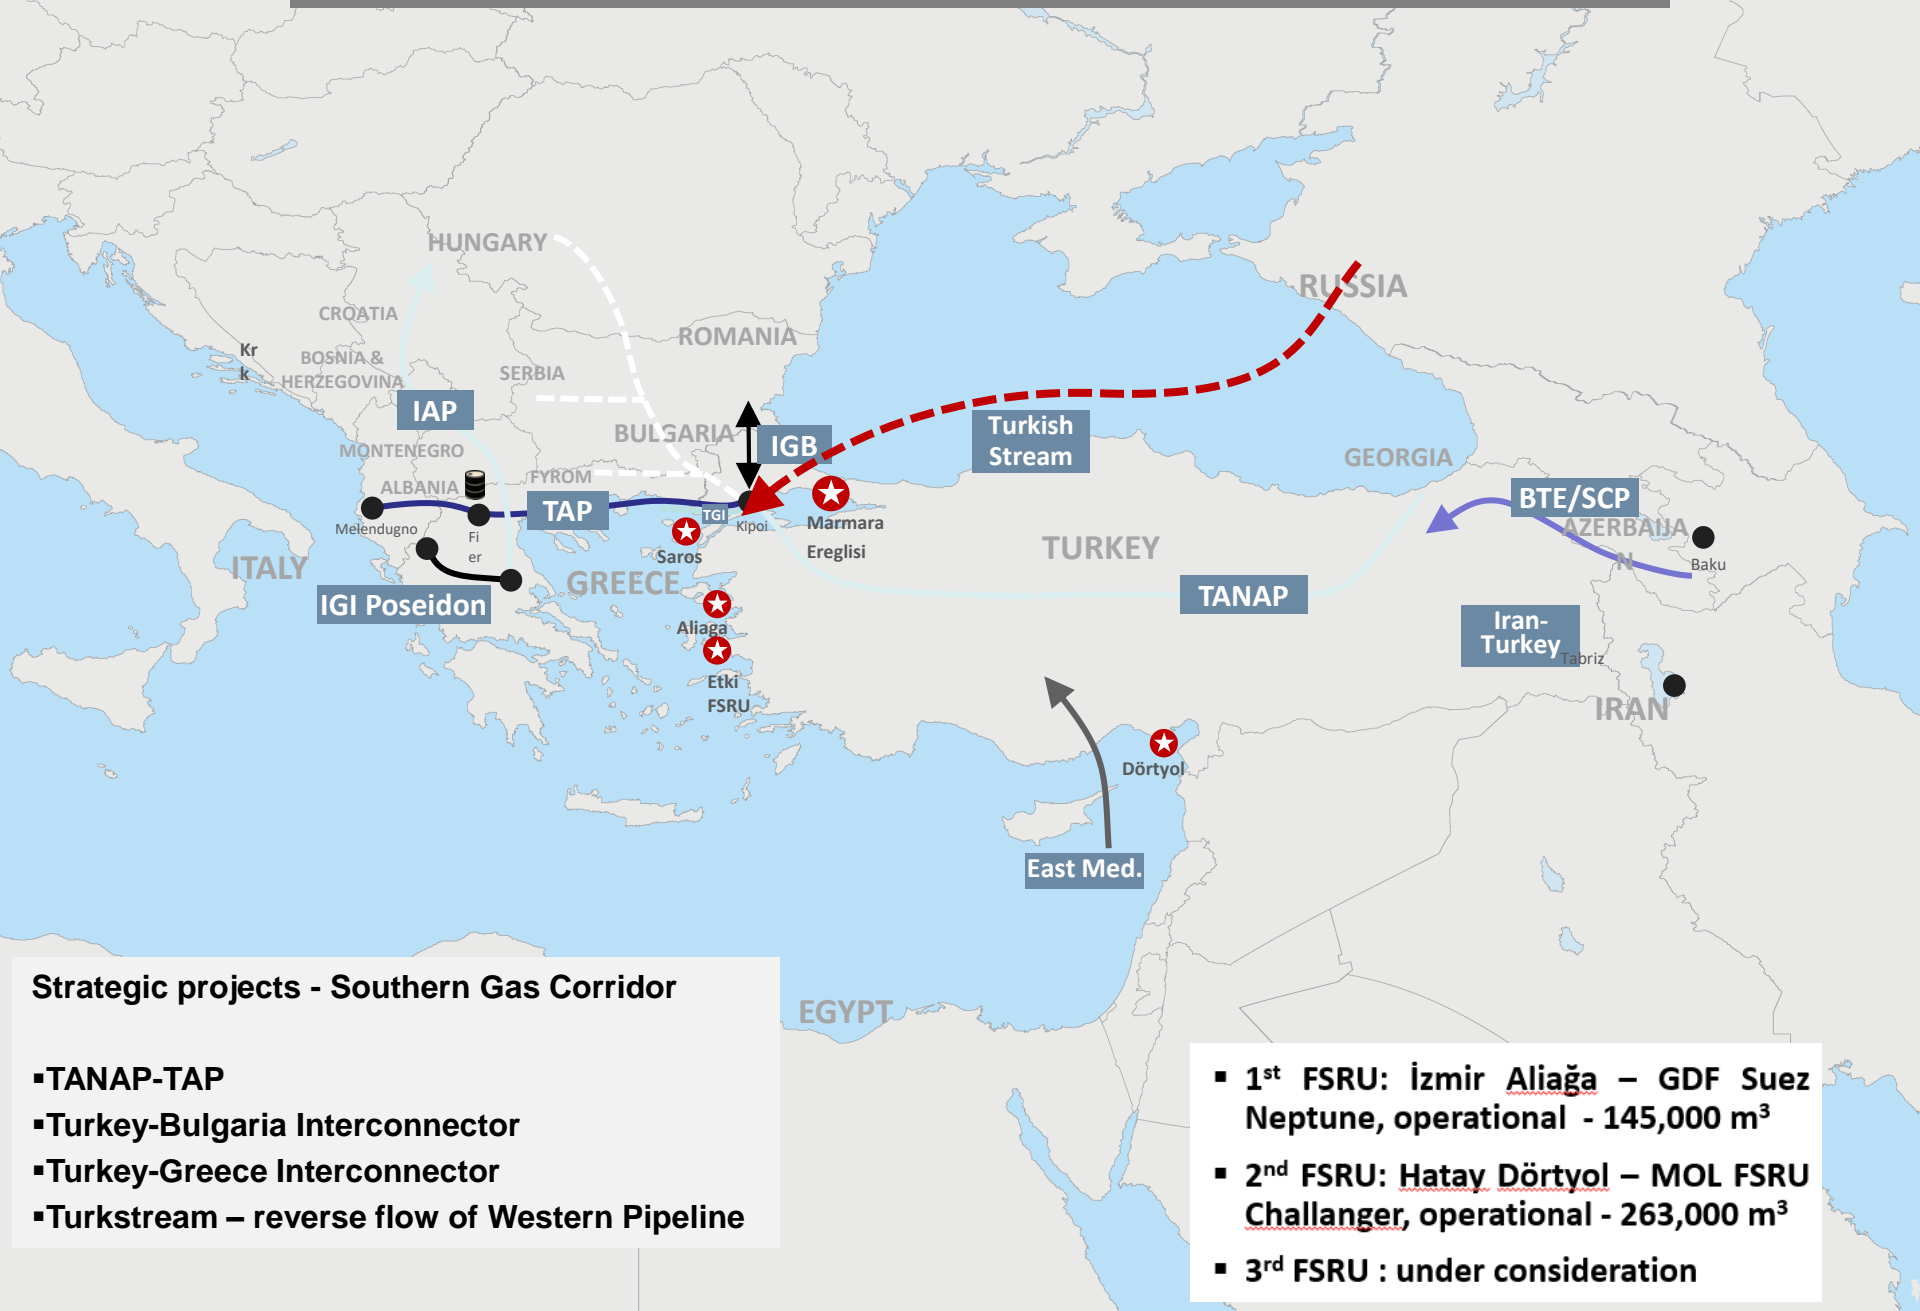 HUNGARY
RUSSIA
CROATIA
ROMANIA
Kr
k
BOSNIA &
HERZEGOVINA
SERBIA
IAP
Turkish
Stream
BULGARIA
IGB
MONTENEGRO
GEORGIA
FYROM
ALBANIA
BTE/SCP
TAP
TGI
Melendugno
Kipoi
Marmara
Ereglisi
AZERBAIJA
N
Fi
er
Saros
TURKEY
Baku
ITALY
GREECE
IGI Poseidon
TANAP
Aliaga
Iran-
Turkey
Tabriz
Etki
FSRU
IRAN
Dörtyol
East Med.
EGYPT
Strategic projects - Southern Gas Corridor
▪TANAP-TAP
▪Turkey-Bulgaria Interconnector
▪Turkey-Greece Interconnector
▪Turkstream – reverse flow of Western Pipeline
▪ 1st FSRU: İzmir Aliağa – GDF Suez
Neptune, operational - 145,000 m³
▪ 2nd FSRU: Hatay Dörtyol – MOL FSRU
Challanger, operational - 263,000 m³
▪ 3rd FSRU : under consideration